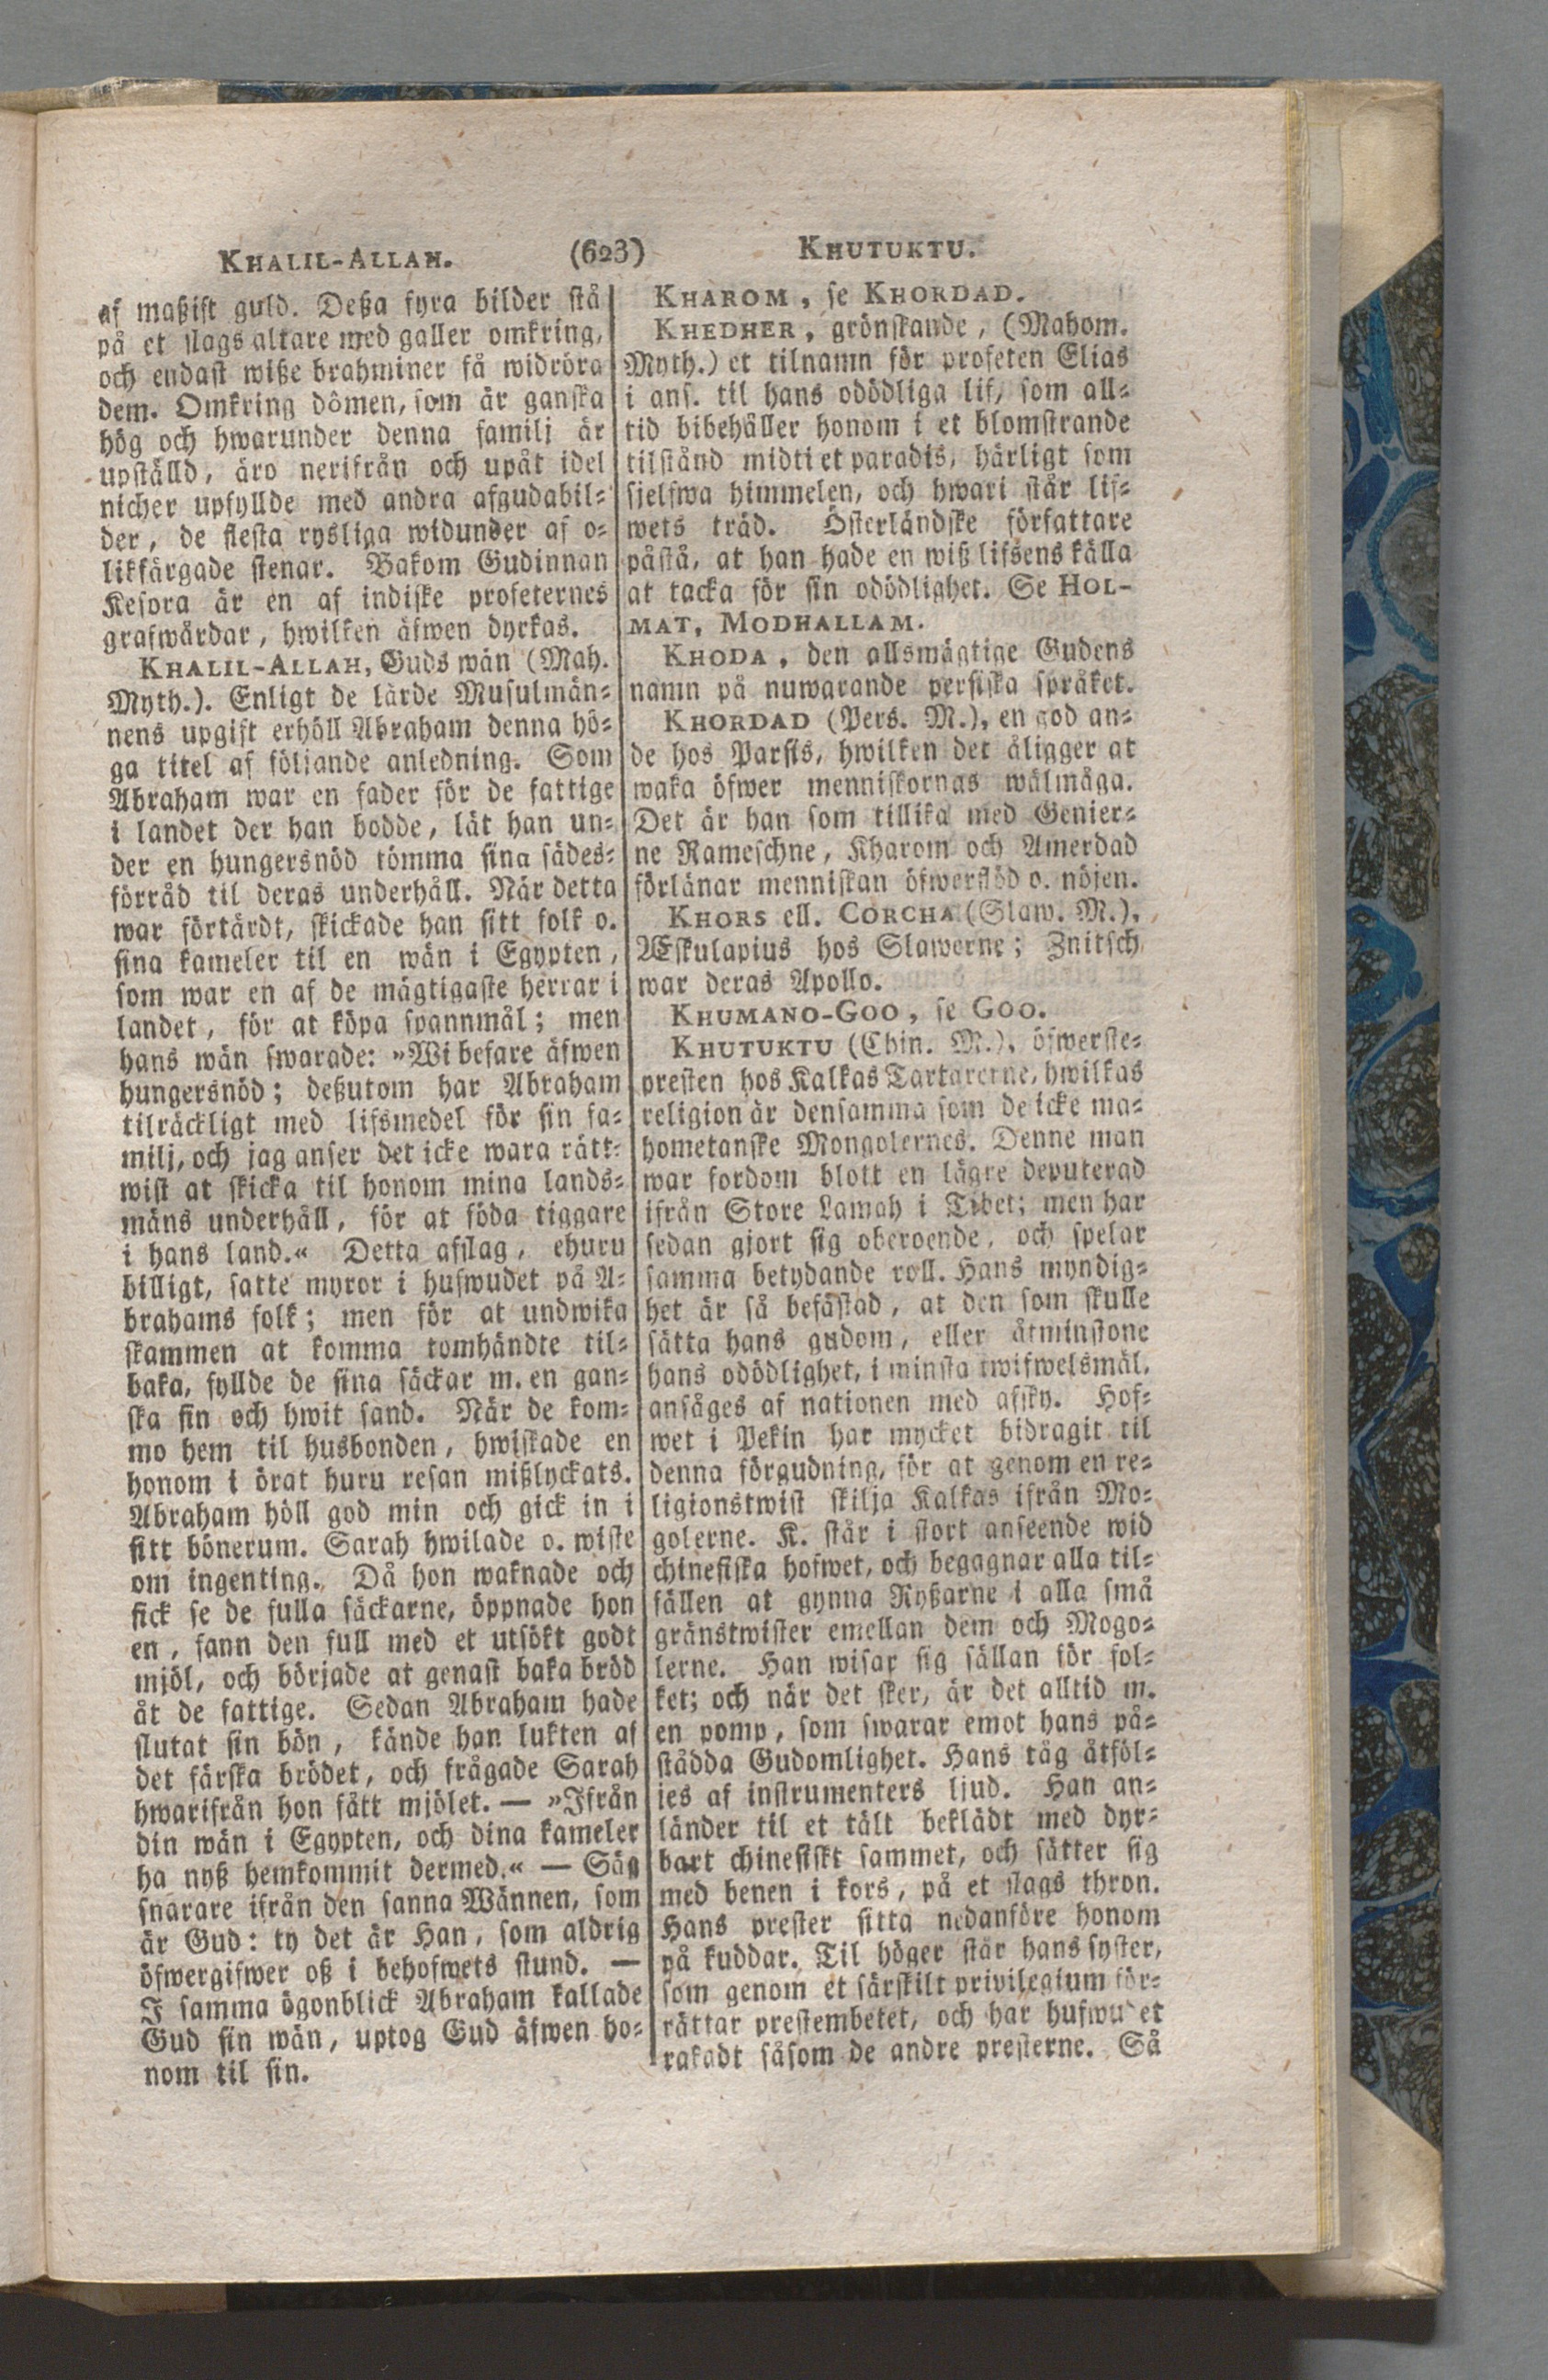 KHALIL-ALLAH. (623) KHUTUKTU.
af maßift guld. Deßa fyra bilder stå
på et slags altare med galler omkring,
och endast wiße brahminer få widröra
dem. Omkring dômen, som är ganska
hög och hwarunder denna familj är
upställd, äro nerifrån och upåt idel
nicher upfyllde med andra afgudabil=
der, de flesta rysliga widunder af o=
likfärgade stenar. Bakom Gudinnan
Kesora är en af indiske profeternes
grafwårdar, hwilken äfwen dyrkas.
KHALIL-ALLAH, Guds wän (Mah.
Myth.). Enligt de lärde Musulmän=
nens upgift erhöll Abraham denna hö=
ga titel af följande anledning. Som
Abraham war en fader för de fattige
i landet der han bodde, lät han un=
der en hungersnöd tömma sina sädes=
förråd til deras underhåll. När detta
war förtärdt, skickade han sitt folk o.
sina kameler til en wän i Egypten,
som war en af de mägtigaste herrar i
landet, för at köpa spannmål; men
hans wän swarade: »Wi befare äfwen
hungersnöd; deßutom har Abraham
tilräckligt med lifsmedel för sin fa=
milj, och jag anser det icke wara rätt=
wist at skicka til honom mina lands=
mäns underhåll, för at föda tiggare
i hans land.« Detta afslag, ehuru
billigt, satte myror i hufwudet på A=
brahams folk; men för at undwika
skammen at komma tomhändte til=
baka, fyllde de sina säckar m. en gan=
ska fin och hwit sand. När de kom=
mo hem til husbonden, hwiskade en
honom i örat huru resan mißlyckats.
Abraham höll god min och gick in i
sitt bönerum. Sarah hwilade o. wiste
om ingenting. Då hon waknade och
fick se de fulla säckarne, öppnade hon
en, fann den full med et utsökt godt
mjöl, och började at genast baka bröd
åt de fattige. Sedan Abraham hade
slutat sin bön, kände han lukten af
det färska brödet, och frågade Sarah
hwarifrån hon fått mjölet. — »Ifrån
din wän i Egypten, och dina kameler
ha nyß hemkommit dermed.« — Säg
snarare ifrån den sanna Wännen, som
är Gud: ty det är Han, som aldrig
öfwergifwer oß i behofwets stund. —
I samma ögonblick Abraham kallade
Gud sin wän, uptog Gud äfwen ho=
nom til sin.
KHAROM, se KHORDAD.
KHEDHER, grönskande, (Mahom.
Myth.) et tilnamn för profeten Elias
i ans. til hans odödliga lif, som all=
tid bibehåller honom i et blomstrande
tilstånd midti et paradis, härligt som
sjelfwa himmelen, och hwari står lif=
wets träd. Österländske författare
påstå, at han hade en wiß lifsens källa
at tacka för sin odödlighet. Se HOL-
MAT, MODHALLAM.
KHODA, den allsmägtige Gudens
namn på nuwarande persiska språket.
KHORDAD (Pers. M.), en god an=
de hos Parsis, hwilken det åligger at
waka öfwer menniskornas wälmåga.
Det är han som tillika med Genier=
ne Rameschne, Kharom och Amerdad
förlänar menniskan öfwerflöd o. nöjen.
KHORS ell. CORCHA (Slaw. M.),
Æskulapius hos Slawerne; Znitsch
war deras Apollo.
KHUMANO-GOO, se GOO.
KHUTUKTU (Chin. M.), öfwerste=
presten hos Kalkas Tartarerne, hwilkas
religion är densamma som de icke ma=
hometanske Mongolernes. Denne man
war fordom blott en lägre deputerad
ifrån Store Lamah i Tibet; men har
sedan gjort sig oberoende, och spelar
samma betydande roll. Hans myndig=
het är så befästad, at den som skulle
sätta hans gudom, eller åtminstone
hans odödlighet, i minsta twifwelsmål,
ansåges af nationen med afsky. Hof=
wet i Pekin har mycket bidragit til
denna förgudning, för at genom en re=
ligionstwist skilja Kalkas ifrån Mo=
golerne. K. står i stort anseende wid
chinesiska hofwet, och begagnar alla til=
fällen at gynna Ryßarne i alla små
gränstwister emellan dem och Mogo=
lerne. Han wisar sig sällan för fol=
ket; och när det sker, är det alltid m.
en pomp, som swarar emot hans på=
städda Gudomlighet. Hans tåg åtföl=
jes af instrumenters ljud. Han an=
länder til et tält beklädt med dyr=
bart chinesiskt sammet, och sätter sig
med benen i kors, på et slags thron.
Hans prester sitta nedanföre honom
på kuddar. Til höger står hans syster,
som genom et särskilt privilegium för=
rättar prestembetet, och har hufwudet
rakadt såsom de andre presterne. Så